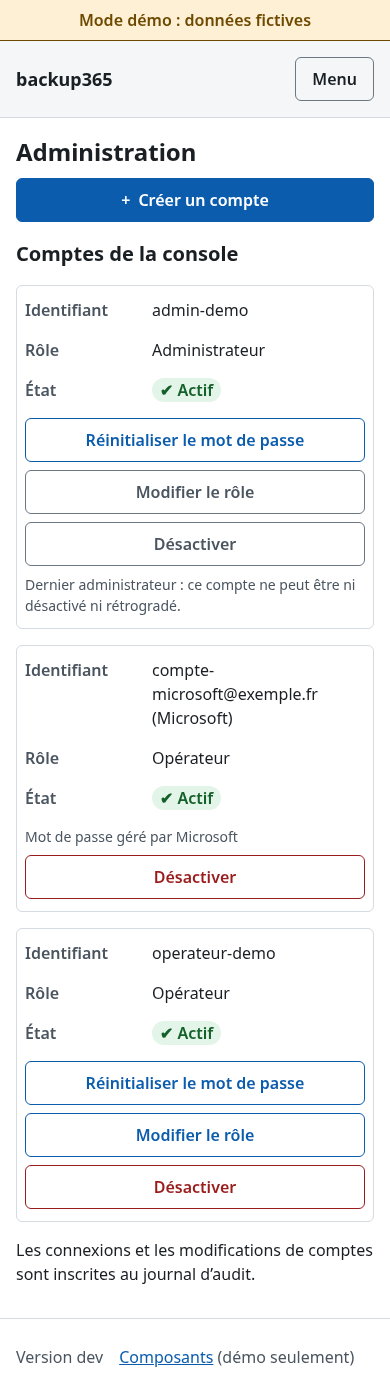 Mode démo : données fictives
backup365
Menu
Administration
+ Créer un compte
Comptes de la console
Identifiant admin-demo
Rôle Administrateur
État ✔ Actif
Réinitialiser le mot de passe
Modifier le rôle
Désactiver
Dernier administrateur : ce compte ne peut être ni
désactivé ni rétrogradé.
Identifiant compte-
microsoft@exemple.fr
(Microsoft)
Rôle Opérateur
État ✔ Actif
Mot de passe géré par Microsoft
Désactiver
Identifiant operateur-demo
Rôle Opérateur
État ✔ Actif
Réinitialiser le mot de passe
Modifier le rôle
Désactiver
Les connexions et les modifications de comptes
sont inscrites au journal d’audit.
Version dev Composants (démo seulement)